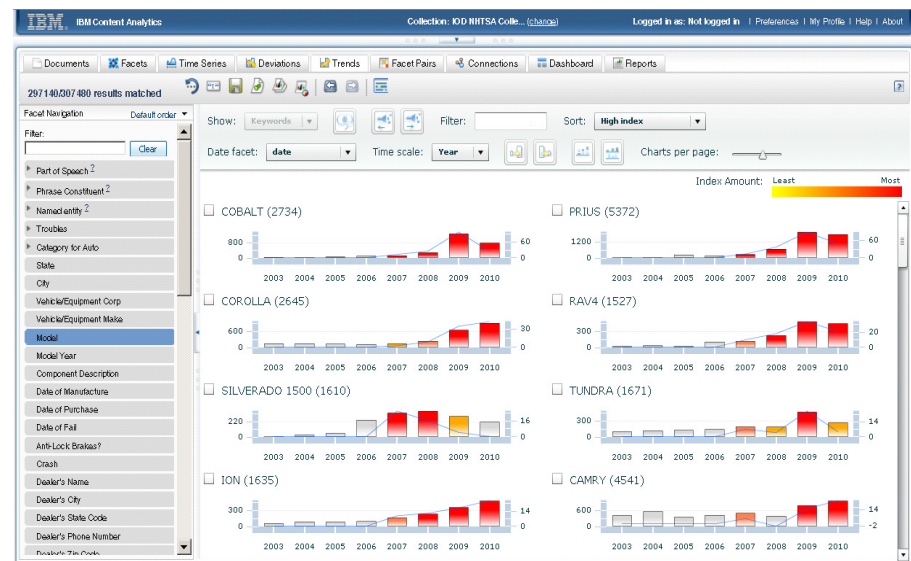 IBM. IBM Content Analytics Collection: IOD NHTSA Colle... (change) Logged in as: Not logged in | Preferences | My Profile | Help | About
Documents Facets Time Series Deviations Trends Facet Pairs Connections Dashboard Reports
297140/307480 results matched
Facet Navigation Default order
Filter:
Clear
Part of Speech ?
Phrase Constituent ?
Named entity ?
Troubles
Category for Auto
State
City
Vehicle/Equipment Corp
Vehicle/Equipment Make
Model
Model Year
Component Description
Date of Manufacture
Date of Purchase
Date of Fail
Anti-Lock Brakes?
Crash
Dealer's Name
Dealer's City
Dealer's State Code
Dealer's Phone Number
Dealer's Zip Code
Show: Keywords Filter: Sort: High index
Date facet: date Time scale: Year Charts per page:
Index Amount: Least Most
COBALT (2734)
800 60
0 0
2003 2004 2005 2006 2007 2008 2009 2010
PRIUS (5372)
1200 60
0 0
2003 2004 2005 2006 2007 2008 2009 2010
COROLLA (2645)
600 30
0 0
2003 2004 2005 2006 2007 2008 2009 2010
RAV4 (1527)
300 20
0 0
2003 2004 2005 2006 2007 2008 2009 2010
SILVERADO 1500 (1610)
220 16
0 0
2003 2004 2005 2006 2007 2008 2009 2010
TUNDRA (1671)
300 14
0 0
2003 2004 2005 2006 2007 2008 2009 2010
ION (1635)
300 14
0 0
2003 2004 2005 2006 2007 2008 2009 2010
CAMRY (4541)
600 14
0 -2
2003 2004 2005 2006 2007 2008 2009 2010